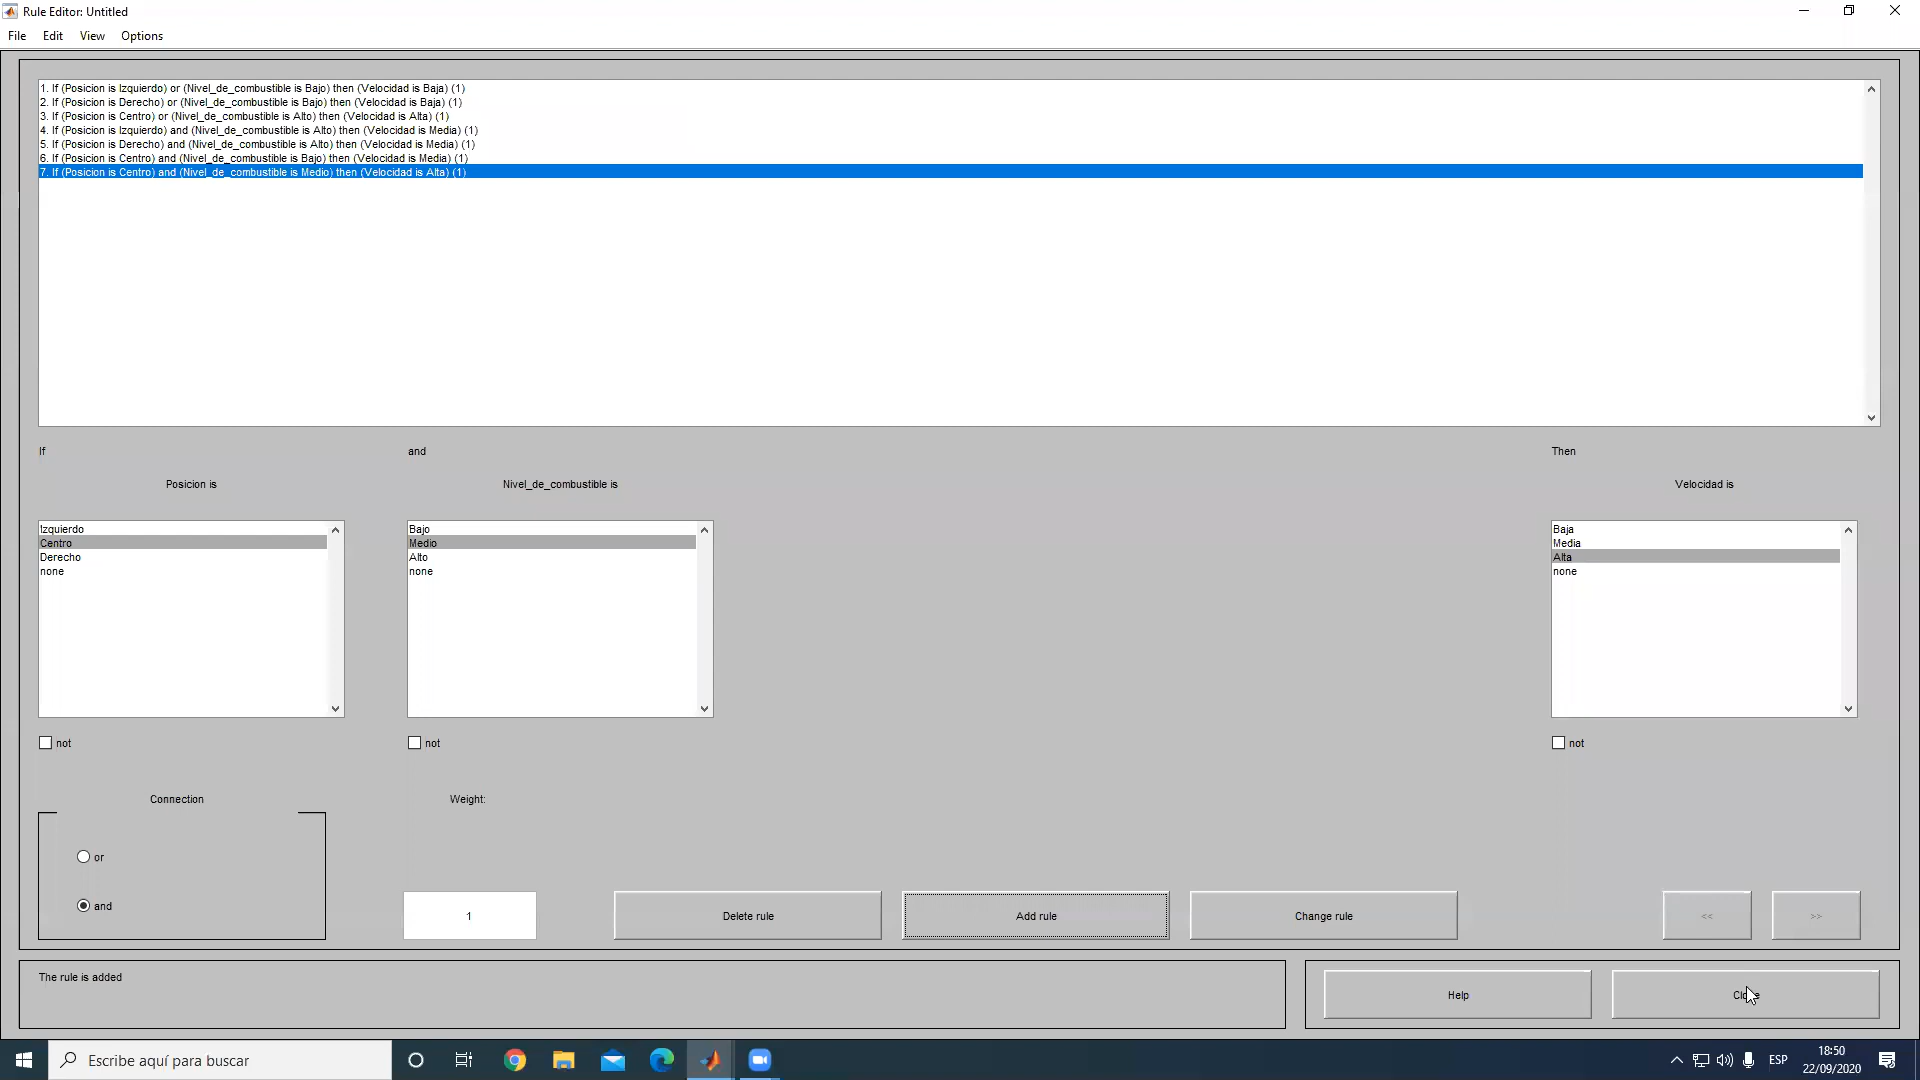 Rule Editor: Untitled
File Edit View Options
1. If (Posicion is Izquierdo) or (Nivel_de_combustible is Bajo) then (Velocidad is Baja) (1)
2. If (Posicion is Derecho) or (Nivel_de_combustible is Bajo) then (Velocidad is Baja) (1)
3. If (Posicion is Centro) or (Nivel_de_combustible is Alto) then (Velocidad is Alta) (1)
4. If (Posicion is Izquierdo) and (Nivel_de_combustible is Alto) then (Velocidad is Media) (1)
5. If (Posicion is Derecho) and (Nivel_de_combustible is Alto) then (Velocidad is Media) (1)
6. If (Posicion is Centro) and (Nivel_de_combustible is Bajo) then (Velocidad is Media) (1)
7. If (Posicion is Centro) and (Nivel_de_combustible is Medio) then (Velocidad is Alta) (1)
If and Then
Posicion is Nivel_de_combustible is Velocidad is
Izquierdo Bajo Baja
Centro Medio Media
Derecho Alto Alta
none none none
not not not
Connection Weight:
or
and
1 Delete rule Add rule Change rule << >>
The rule is added
Help
Escribe aquí para buscar
ESP
18:50
22/09/2020